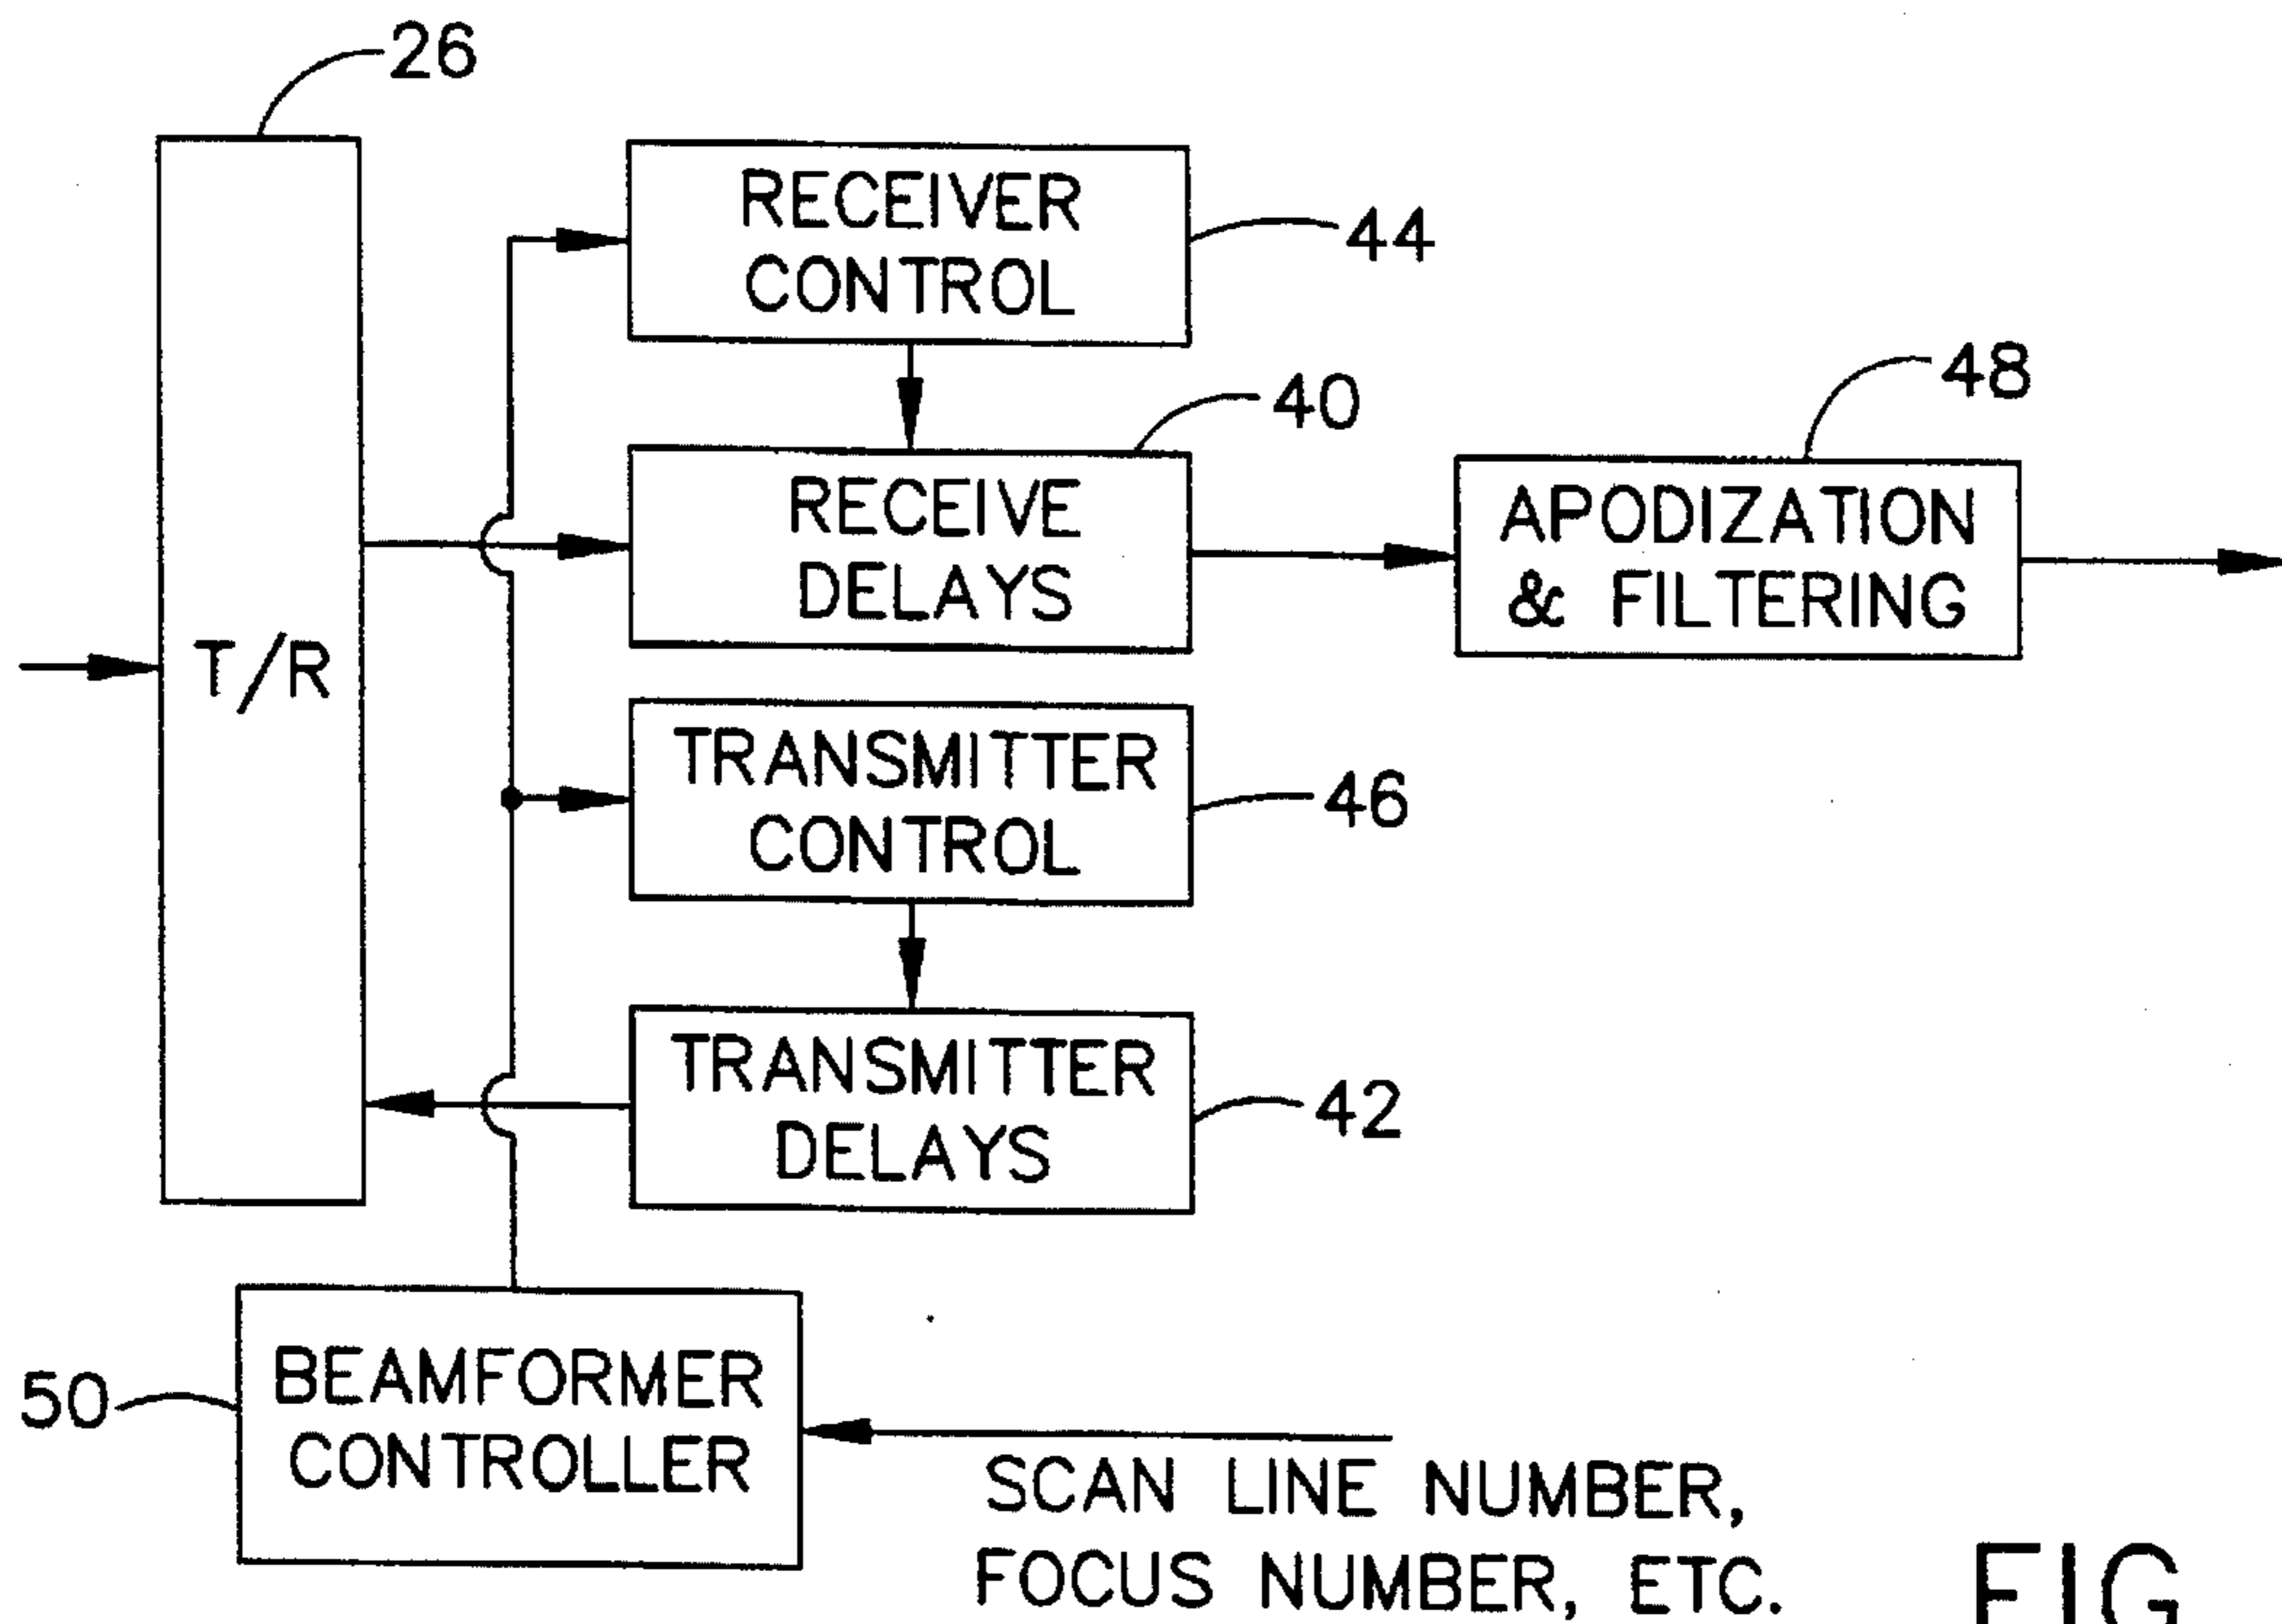 26
RECEIVER
CONTROL
44
40
48
RECEIVE
DELAYS
APODIZATION
& FILTERING
T/R
TRANSMITTER
CONTROL
46
TRANSMITTER
DELAYS
42
50
BEAMFORMER
CONTROLLER
SCAN LINE NUMBER,
FOCUS NUMBER, ETC.
FIG